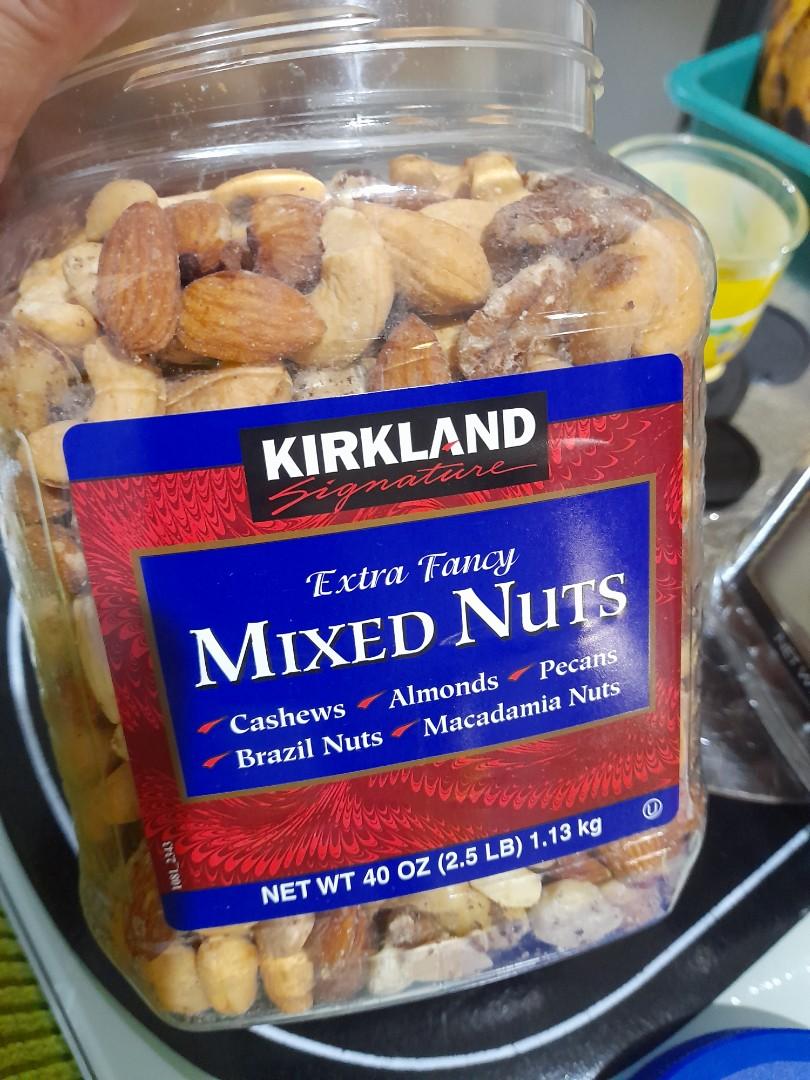 KIRKLAND
Signature
Extra Fancy
MIXED NUTS
Cashews Almonds Pecans
Brazil Nuts Macadamia Nuts
NET WT 40 OZ (2.5 LB) 1.13 kg
U